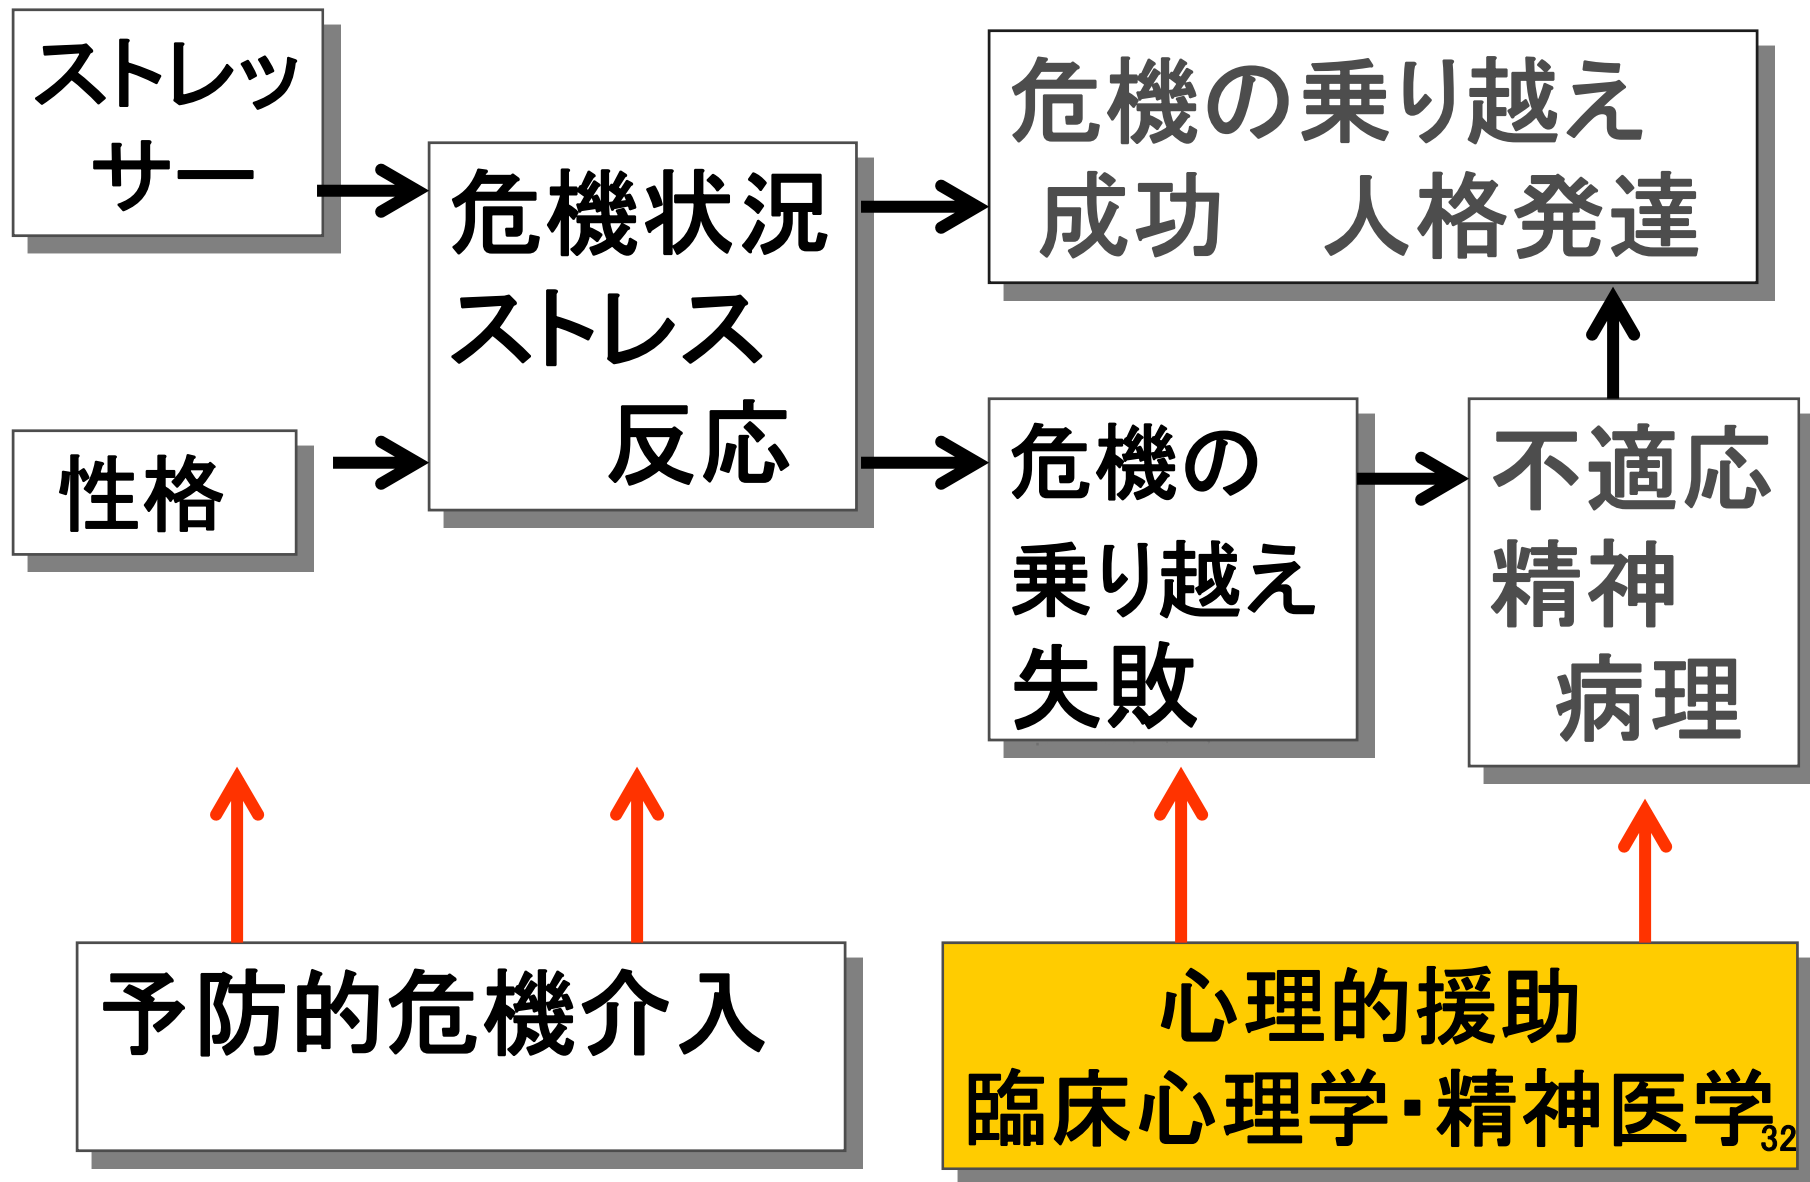 ストレッ
サー
性格
危機状況
ストレス
反応
危機の乗り越え
成功　人格発達
危機の
乗り越え
失敗
不適応
精神
病理
予防的危機介入
心理的援助
臨床心理学・精神医学
32